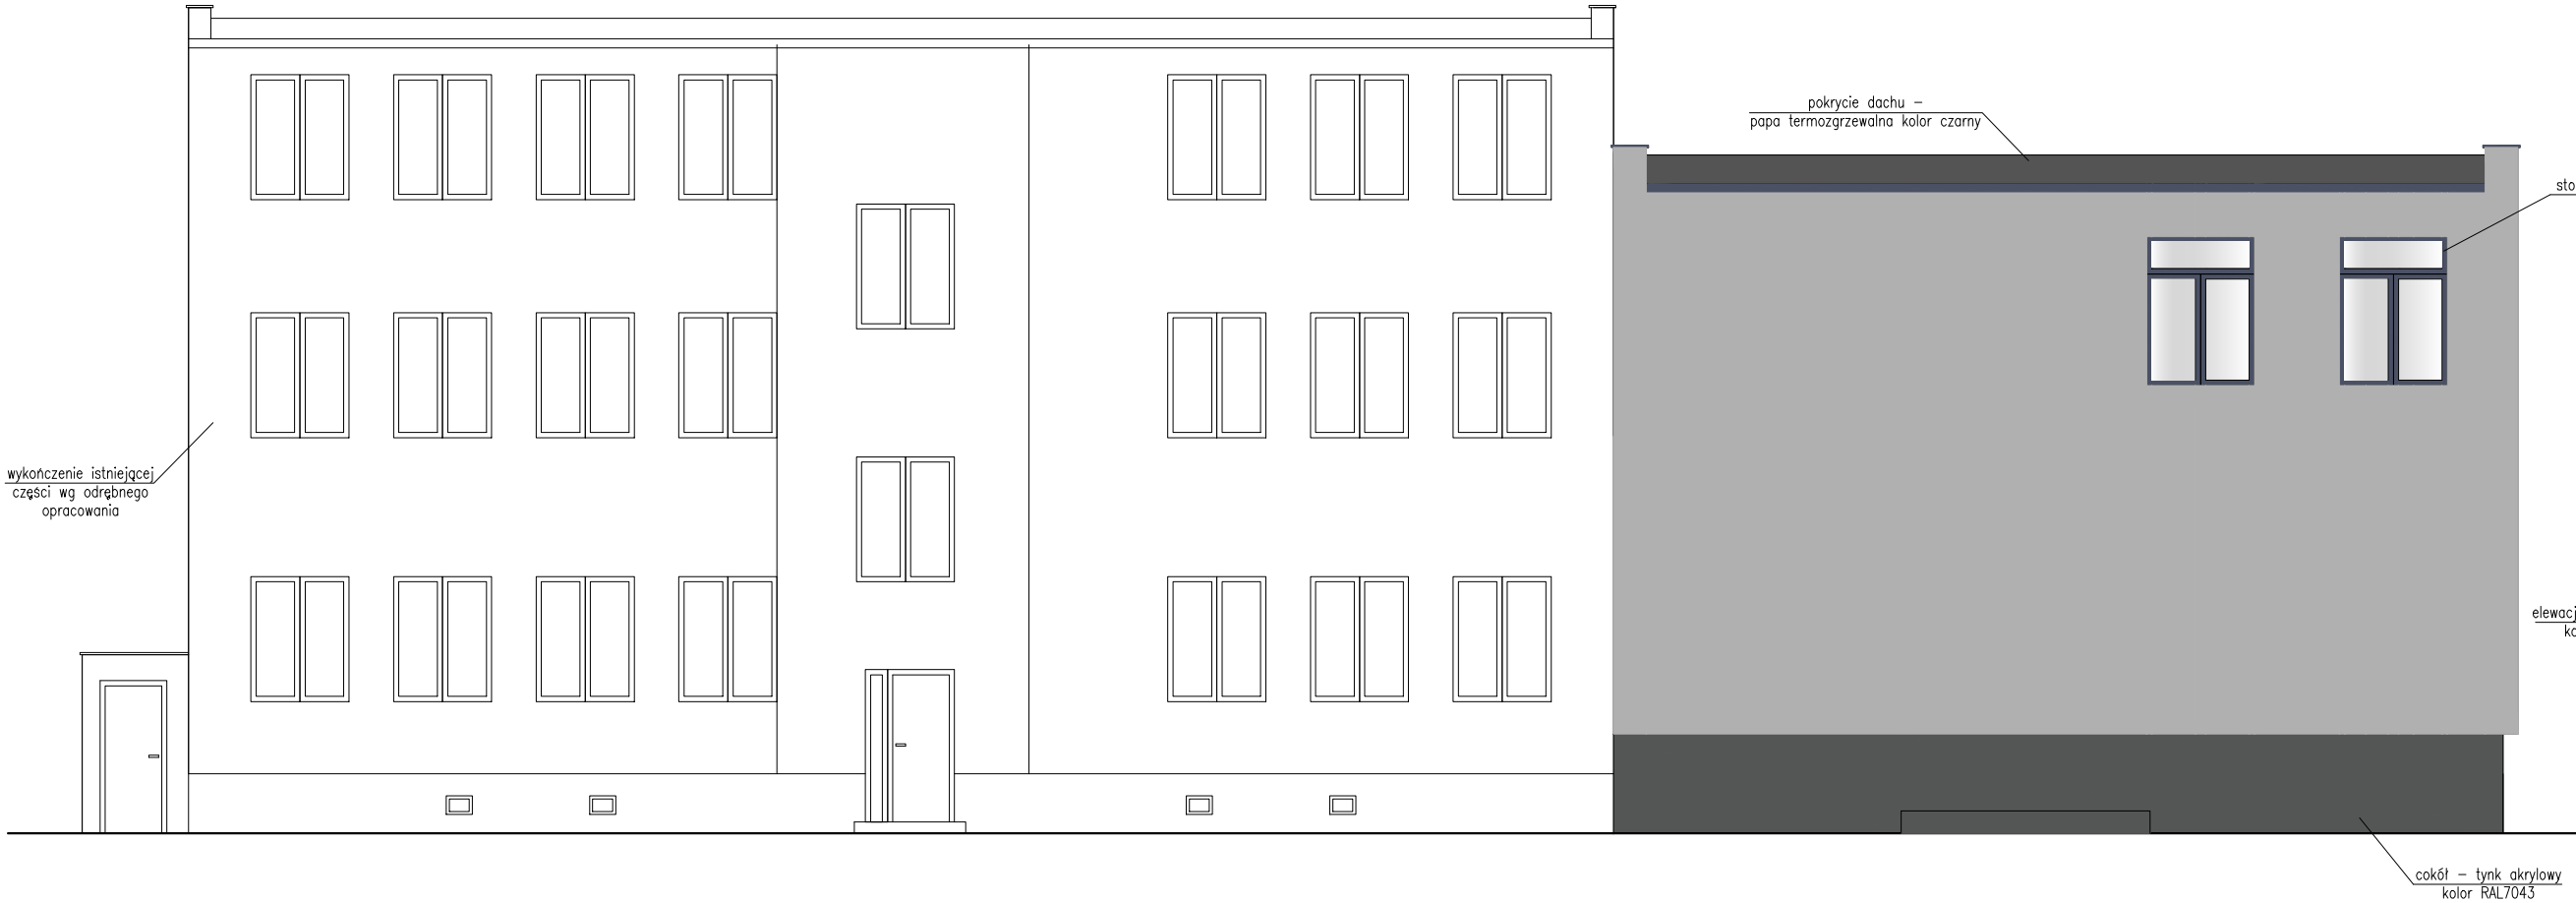 pokrycie dachu –
papa termozgrzewalna kolor czarny
wykończenie istniejącej
części wg odrębnego
opracowania
cokół – tynk akrylowy
kolor RAL7043